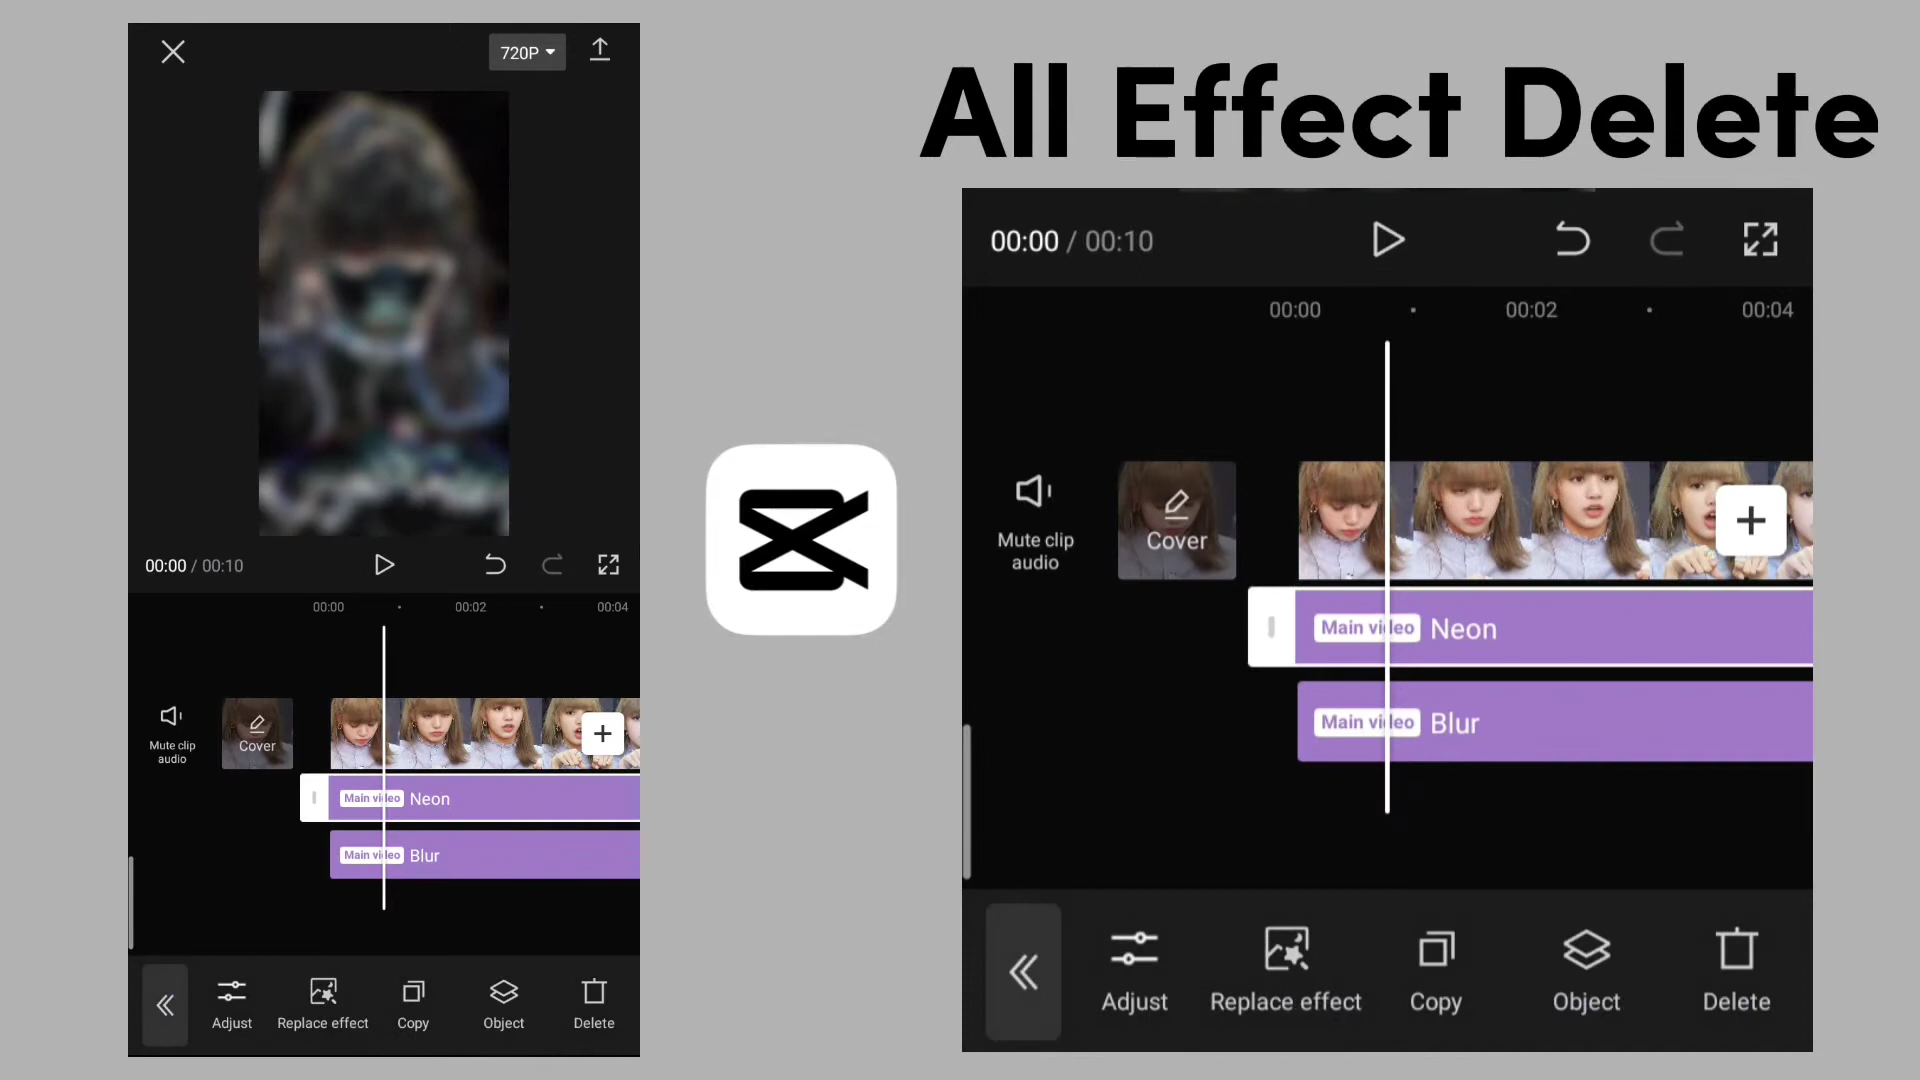 All Effect Delete
720P
00:00 / 00:10
00:00 00:02 00:04
Mute clip
audio
Cover
Main video Neon
Main video Blur
Adjust Replace effect Copy Object Delete
00:00 / 00:10
00:00 00:02 00:04
Mute clip
audio
Cover
Main video Neon
Main video Blur
Adjust Replace effect Copy Object Delete